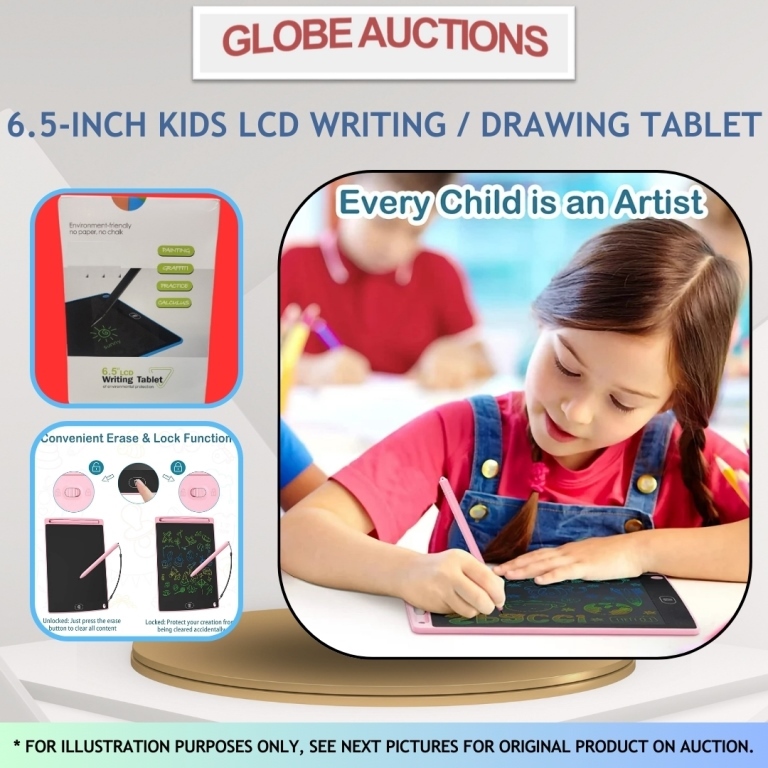 GLOBE AUCTIONS
6.5-INCH KIDS LCD WRITING / DRAWING TABLET
Every Child is an Artist
Environment-friendly
no paper, no chalk
PAINTING
GRAFFITI
PRACTICE
CALCULUS
sunny
6.5" LCD
Writing Tablet
Convenient Erase & Lock Function
Unlocked: Just press the erase
button to clear all content
Locked: Protect your creation from
being cleared accidentally
* FOR ILLUSTRATION PURPOSES ONLY, SEE NEXT PICTURES FOR ORIGINAL PRODUCT ON AUCTION.